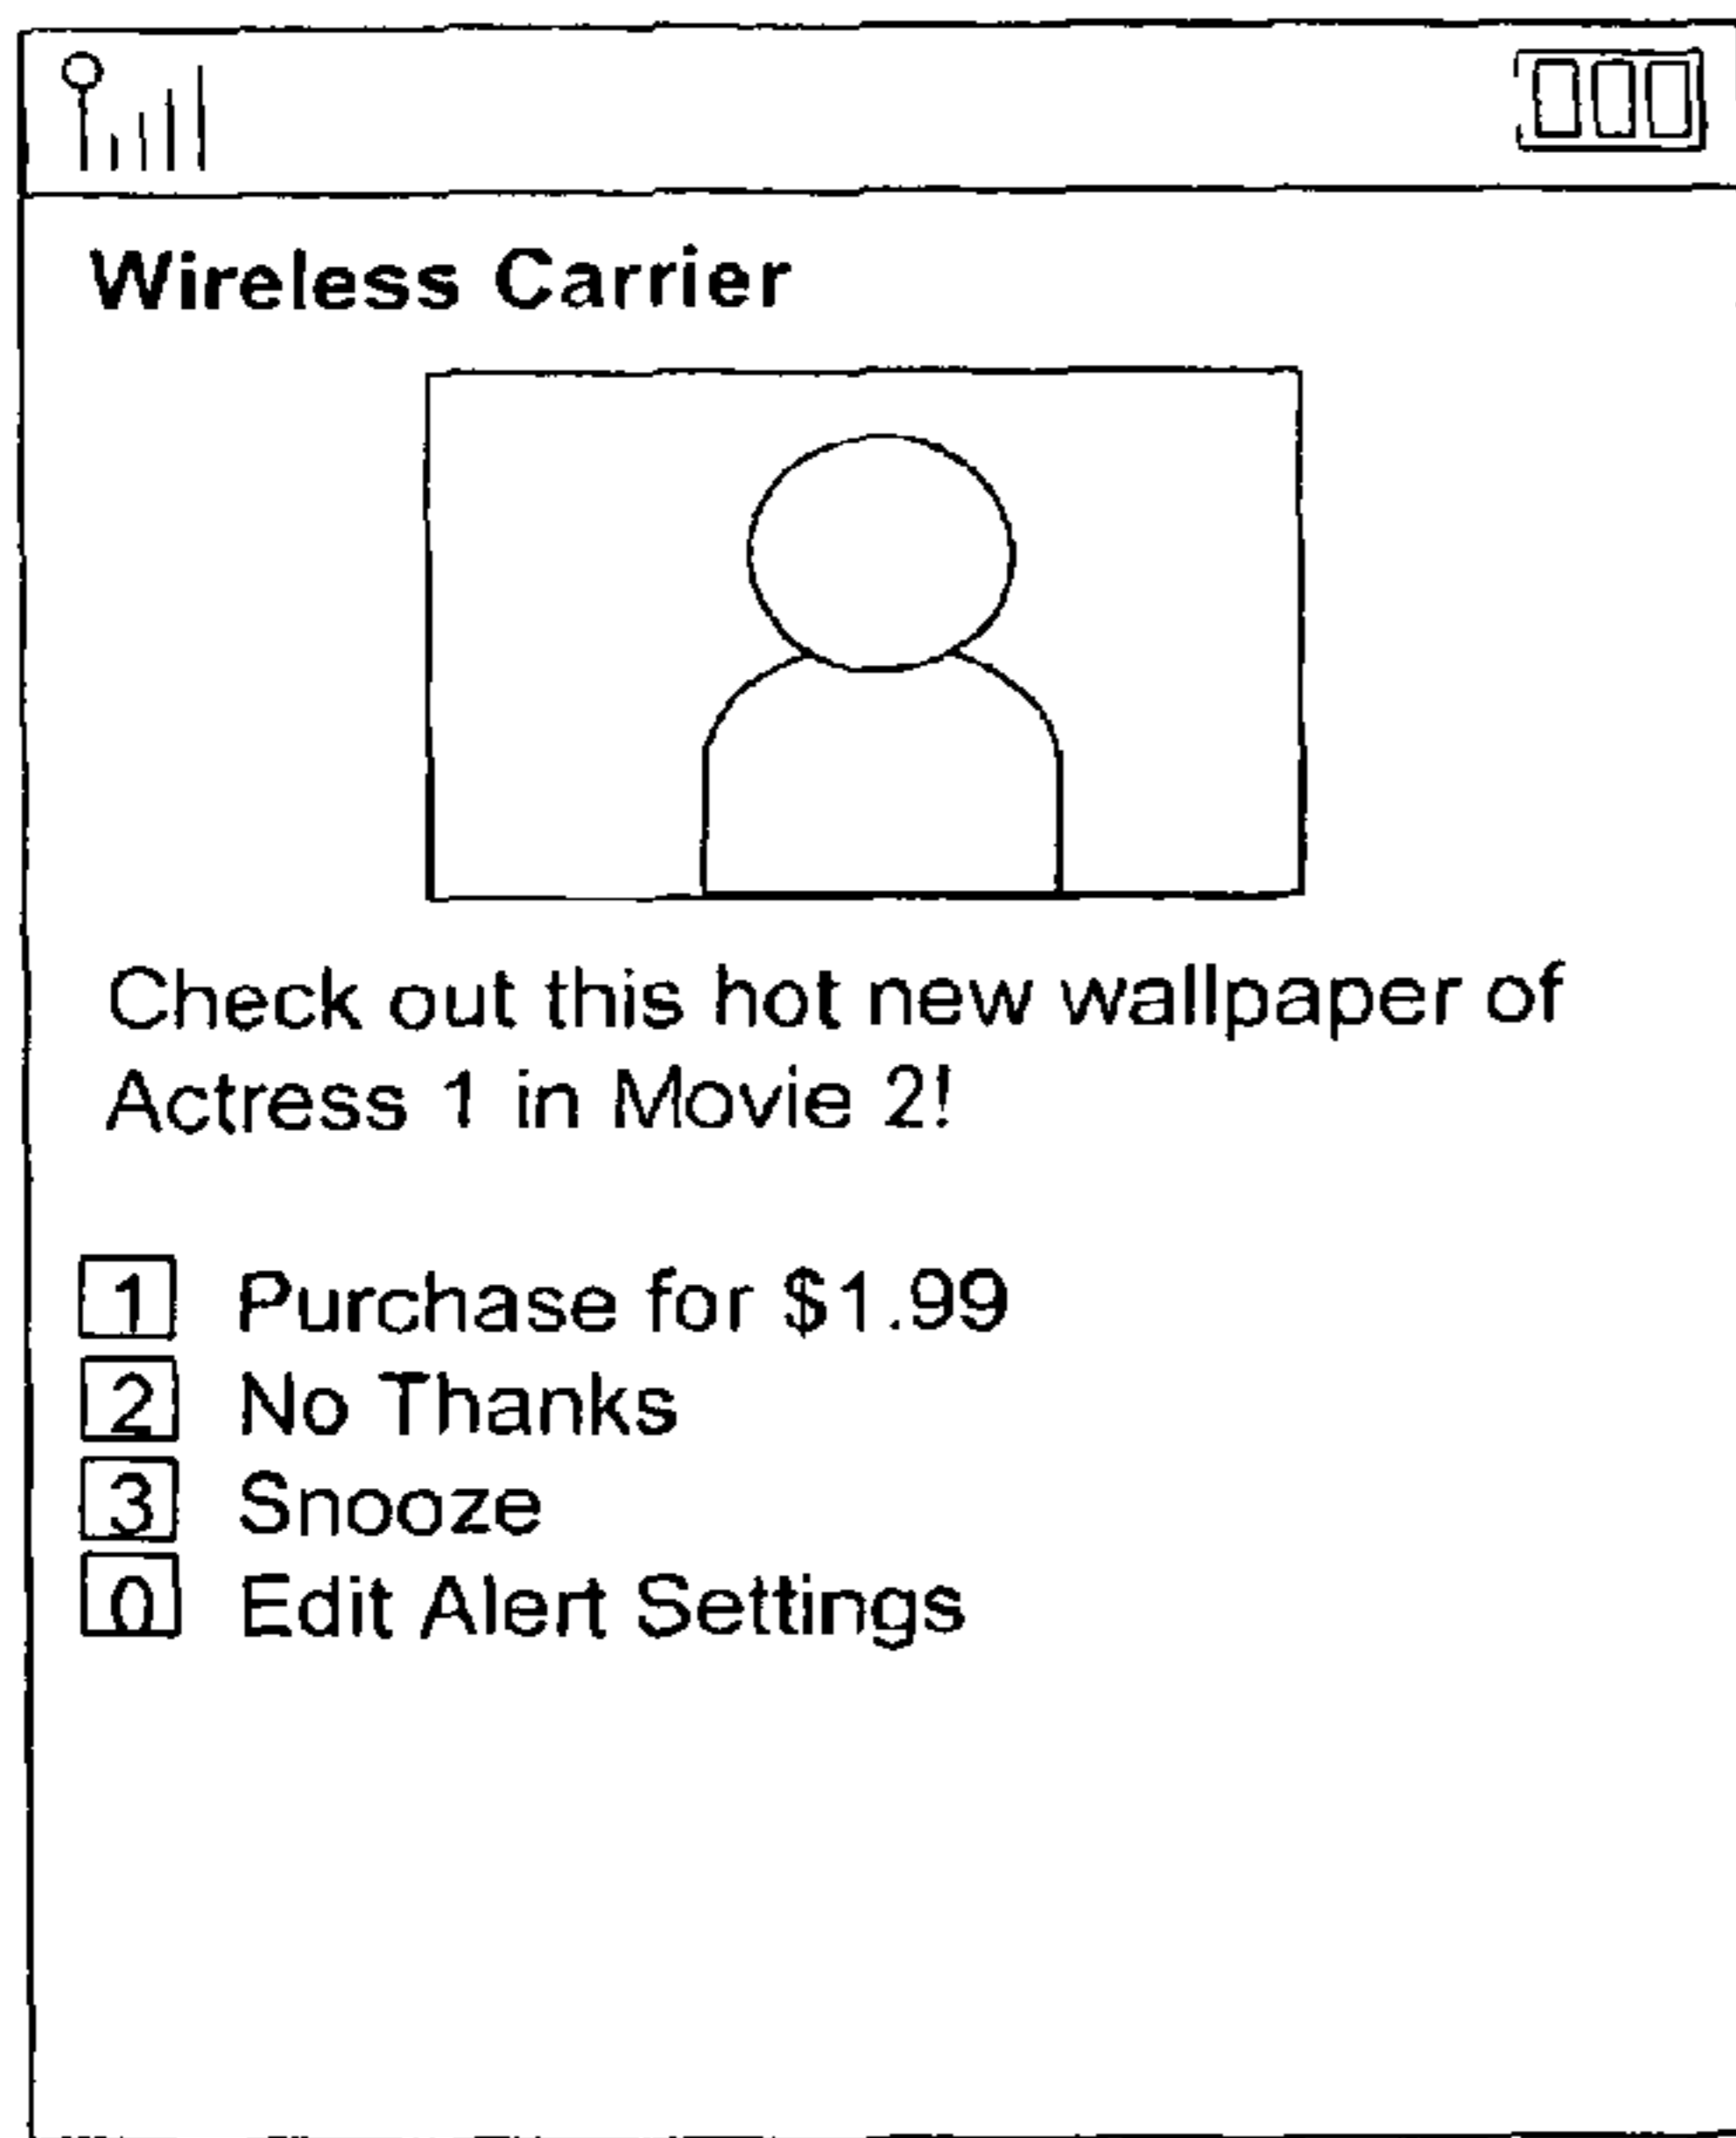 Wireless Carrier
Check out this hot new wallpaper of
Actress 1 in Movie 2!
1 Purchase for $1.99
2 No Thanks
3 Snooze
0 Edit Alert Settings